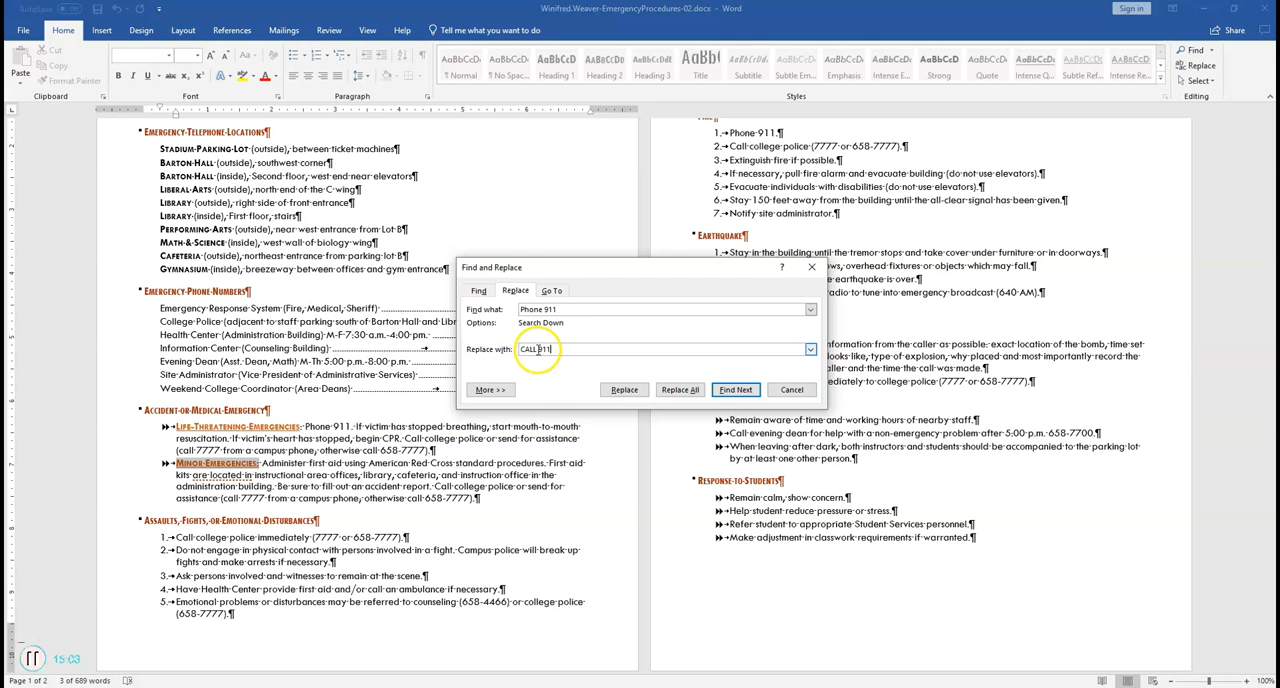 AutoSave Off
Winifred.Weaver-EmergencyProcedures-02.docx - Word
Sign in
File Home Insert Design Layout References Mailings Review View Help Tell me what you want to do
Share
Paste
Cut
Copy
Format Painter
AaBbCcDc AaBbCcDc AaBbCcD AaBbCcD AaBbCcD AaBbC AaBbCcD AaBbCcD AaBbCcDc AaBbCcDc AaBbCcDc AaBbCcDc AaBbCcD AaBbCcDc AaBbCcDc
¶ Normal ¶ No Spac... Heading 1 Heading 2 Heading 3 Title Subtitle Subtle Em... Emphasis Intense E... Strong Quote Intense Q... Subtle Ref... Intense Re...
Find
Replace
Select
Clipboard Font Paragraph Styles Editing
Emergency·Telephone·Locations¶
Stadium·Parking·Lot·(outside),·between·ticket·machines¶
Barton·Hall·(outside),·southwest·corner¶
Barton·Hall·(inside),·Second·floor,·west·end·near·elevators¶
Liberal·Arts·(outside),·north·end·of·the·C·wing¶
Library·(outside),·right·side·of·front·entrance¶
Library·(inside),·First·floor,·stairs¶
Performing·Arts·(outside),·near·west·entrance·from·Lot·B¶
Math·&·Science·(inside),·west·wall·of·biology·wing¶
Cafeteria·(outside),·northeast·entrance·from·parking·lot·B¶
Gymnasium·(inside),·breezeway·between·offices·and·gym·entrance¶
Emergency·Phone·Numbers¶
Emergency·Response·System·(Fire,·Medical,·Sheriff)
College·Police·(adjacent·to·staff·parking·south·of·Barton·Hall·and·Lib
Health·Center·(Administration·Building)·M-F·7:30·a.m.-4:00·pm.
Information·Center·(Counseling·Building)
Evening·Dean·(Asst.·Dean,·Math)·M-Th·5:00·p.m.-8:00·p.m.
Site·Administrator·(Vice·President·of·Administrative·Services)
Weekend·College·Coordinator·(Area·Deans)
Accident·or·Medical·Emergency¶
Life-Threatening·Emergencies:·Phone·911.·If·victim·has·stopped·breathing,·start·mouth-to-mouth·
resuscitation.·If·victim's·heart·has·stopped,·begin·CPR.·Call·college·police·or·send·for·assistance·
(call·7777·from·a·campus·phone,·otherwise·call·658-7777).¶
Minor·Emergencies:·Administer·first·aid·using·American·Red·Cross·standard·procedures.·First·aid·
kits·are·located·in·instructional·area·offices,·library,·cafeteria,·and·instruction·office·in·the·
administration·building.·Be·sure·to·fill·out·an·accident·report.·Call·college·police·or·send·for·
assistance·(call·7777·from·a·campus·phone,·otherwise·call·658-7777).¶
Assaults,·Fights,·or·Emotional·Disturbances¶
1.→Call·college·police·immediately·(7777·or·658-7777).¶
2.→Do·not·engage·in·physical·contact·with·persons·involved·in·a·fight.·Campus·police·will·break·up·
fights·and·make·arrests·if·necessary.¶
3.→Ask·persons·involved·and·witnesses·to·remain·at·the·scene.¶
4.→Have·Health·Center·provide·first·aid·and/or·call·an·ambulance·if·necessary.¶
5.→Emotional·problems·or·disturbances·may·be·referred·to·counseling·(658-4466)·or·college·police·
(658-7777).¶
1.→Phone·911.¶
2.→Call·college·police·(7777·or·658-7777).¶
3.→Extinguish·fire·if·possible.¶
4.→If·necessary,·pull·fire·alarm·and·evacuate·building·(do·not·use·elevators).¶
5.→Evacuate·individuals·with·disabilities·(do·not·use·elevators).¶
6.→Stay·150·feet·away·from·the·building·until·the·all-clear·signal·has·been·given.¶
7.→Notify·site·administrator.¶
Earthquake¶
1.→Stay·in·the·building·until·the·tremor·stops·and·take·cover·under·furniture·or·in·doorways.¶
ows,·overhead·fixtures·or·objects·which·may·fall.¶
e·earthquake·is·over.¶
adio·to·tune·into·emergency·broadcast·(640·AM).¶
information·from·the·caller·as·possible:·exact·location·of·the·bomb,·time·set·
looks·like,·type·of·explosion,·why·placed·and·most·importantly·record·the·
aller·and·the·time·the·call·was·made.¶
ediately·to·college·police·(7777·or·658-7777).¶
Remain·aware·of·time·and·working·hours·of·nearby·staff.¶
Call·evening·dean·for·help·with·a·non-emergency·problem·after·5:00·p.m.·658-7700.¶
When·leaving·after·dark,·both·instructors·and·students·should·be·accompanied·to·the·parking·lot·
by·at·least·one·other·person.¶
Response·to·Students¶
Remain·calm,·show·concern.¶
Help·student·reduce·pressure·or·stress.¶
Refer·student·to·appropriate·Student·Services·personnel.¶
Make·adjustment·in·classwork·requirements·if·warranted.¶
Find and Replace
Find Replace Go To
Find what: Phone 911
Options: Search Down
Replace with: CALL 911
More >> Replace Replace All Find Next Cancel
15:03
Page 1 of 2 3 of 689 words
100%